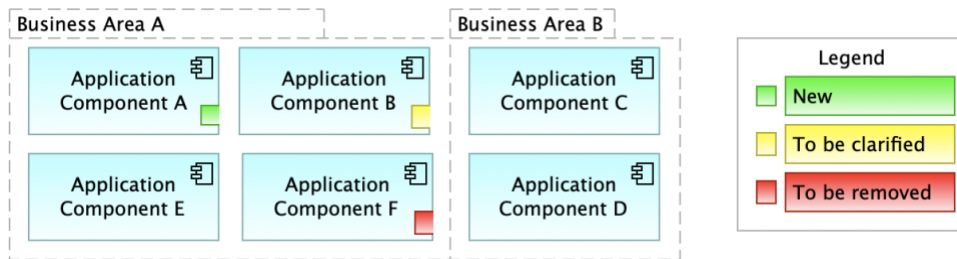 Business Area A
Business Area B
Application
Component A
Application
Component B
Application
Component C
Application
Component E
Application
Component F
Application
Component D
Legend
New
To be clarified
To be removed